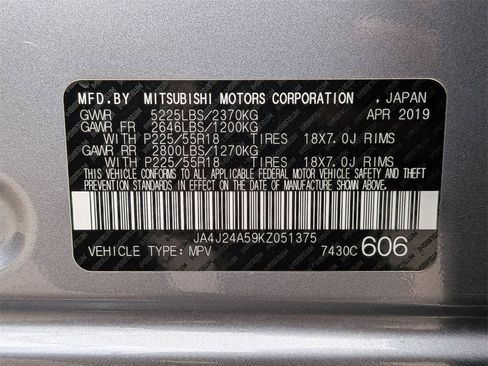 MFD.BY MITSUBISHI MOTORS CORPORATION , JAPAN
GVWR 5225LBS/2370KG APR 2019
GAWR FR 2646LBS/1200KG
WITH P225/55R18 TIRES 18X7.0J RIMS
GAWR RR 2800LBS/1270KG
WITH P225/55R18 TIRES 18X7.0J RIMS
THIS VEHICLE CONFORMS TO ALL APPLICABLE FEDERAL MOTOR VEHICLE SAFETY AND THEFT
PREVENTION STANDARDS IN EFFECT ON THE DATE OF MANUFACTURE SHOWN ABOVE.
JA4J24A59KZ051375
VEHICLE TYPE: MPV 7430C 606